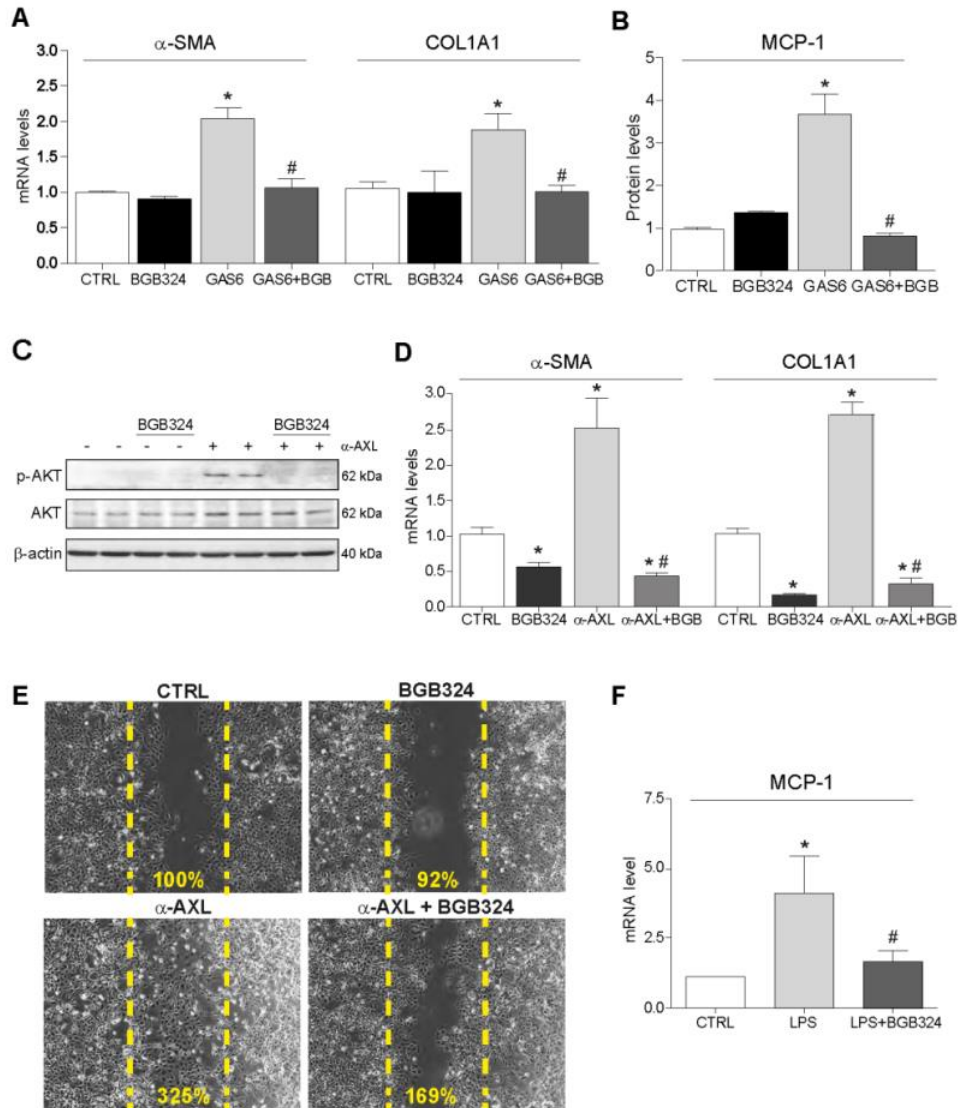 A
α-SMA COL1A1
mRNA levels
3.0
2.5
2.0
1.5
1.0
0.5
0.0
* # * #
CTRL BGB324 GAS6 GAS6+BGB CTRL BGB324 GAS6 GAS6+BGB
B
MCP-1
Protein levels
5
4
3
2
1
0
* #
CTRL BGB324 GAS6 GAS6+BGB
C
BGB324 BGB324
- - - - + + + + α-AXL
p-AKT 62 kDa
AKT 62 kDa
β-actin 40 kDa
D
α-SMA COL1A1
mRNA levels
3.0
2.5
2.0
1.5
1.0
0.5
0.0
* * * # * * * #
CTRL BGB324 α-AXL α-AXL+BGB CTRL BGB324 α-AXL α-AXL+BGB
E
CTRL BGB324
100% 92%
α-AXL α-AXL + BGB324
325% 169%
F
MCP-1
mRNA level
7.5
5.0
2.5
0.0
* #
CTRL LPS LPS+BGB324